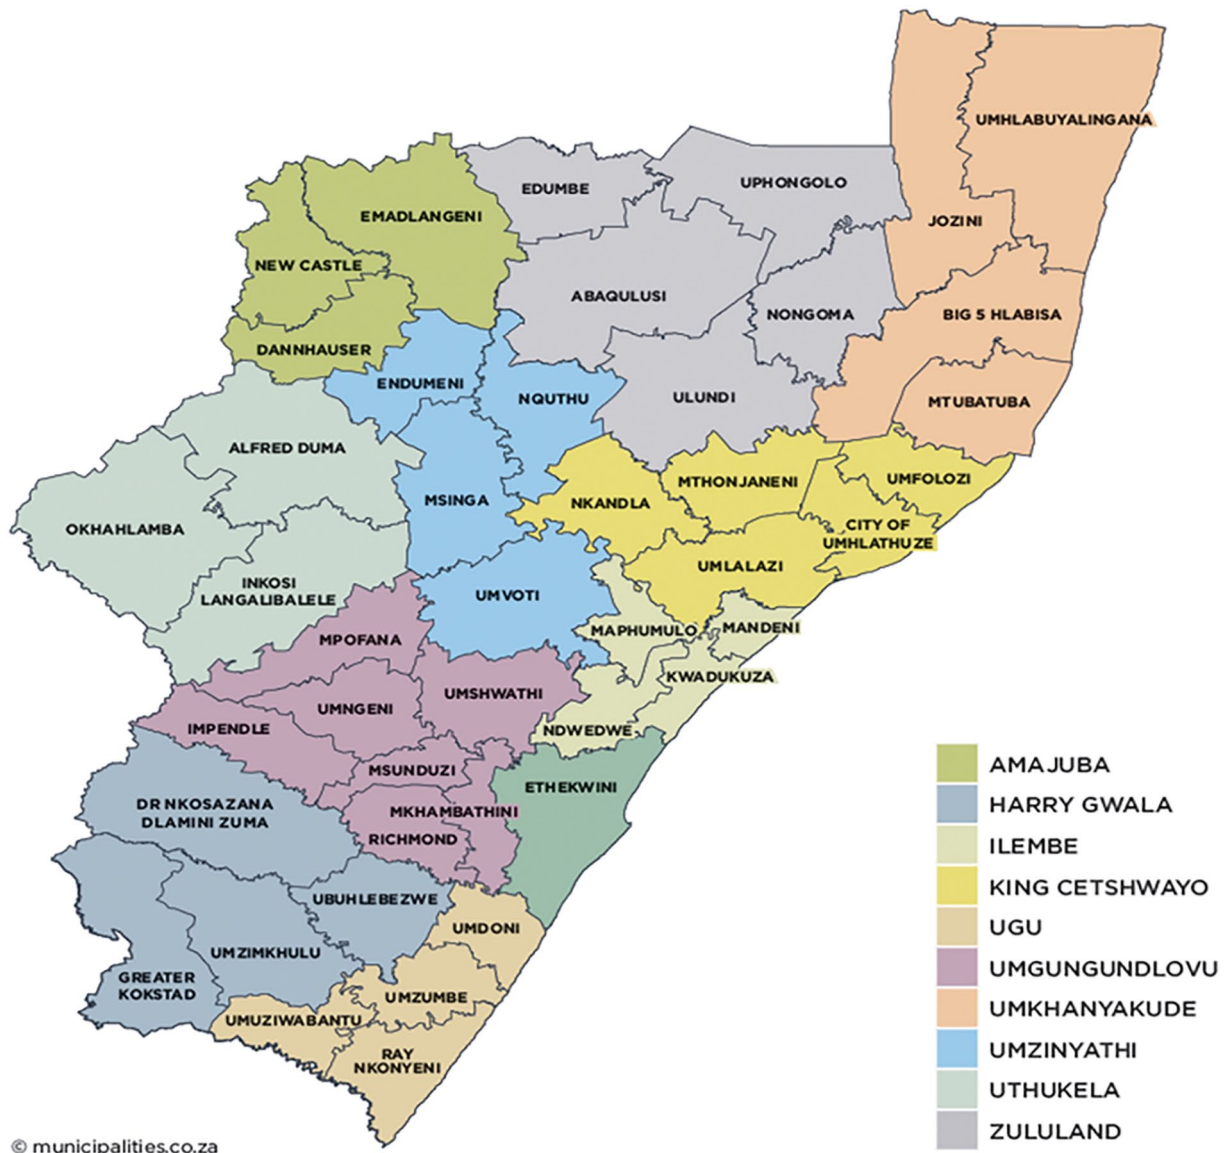 UMHLABUYALINGANA
EDUMBE
UPHONGOLO
EMADLANGENI
JOZINI
NEW CASTLE
ABAQULUSI
NONGOMA
BIG 5 HLABISA
DANNHAUSER
ENDUMENI
NQUTHU
ULUNDI
MTUBATUBA
ALFRED DUMA
MSINGA
NKANDLA
MTHONJANENI
UMFOLOZI
OKHAHLAMBA
CITY OF
UMHLATHUZE
INKOSI
LANGALIBALELE
UMLALAZI
UMVOTI
MAPHUMULO
MANDENI
MPOFANA
KWADUKUZA
UMSHWATHI
UMNGENI
IMPENDLE
NDWEDWE
MSUNDUZI
ETHEKWINI
DR NKOSAZANA
DLAMINI ZUMA
MKHAMBATHINI
RICHMOND
UBUHLEBEZWE
UMDONI
UMZIMKHULU
GREATER
KOKSTAD
UMZUMBE
UMUZIWABANTU
RAY
NKONYENI
AMAJUBA
HARRY GWALA
ILEMBE
KING CETSHWAYO
UGU
UMGUNGUNDLOVU
UMKHANYAKUDE
UMZINYATHI
UTHUKELA
ZULULAND
© municipalities.co.za